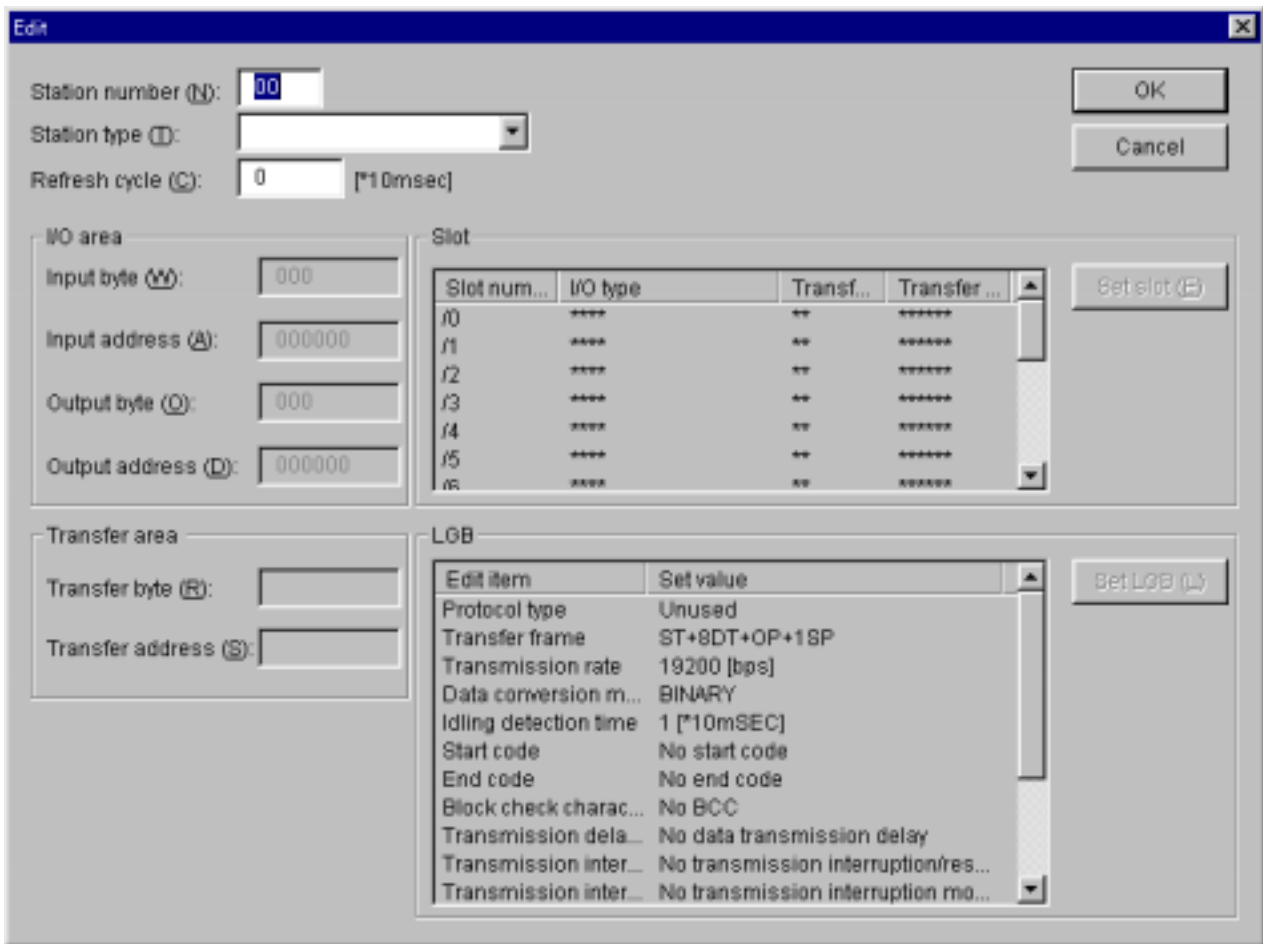 Edit
Station number (N): 00
OK
Station type (T):
Cancel
Refresh cycle (C): 0 [*10msec]
I/O area
Input byte (W): 000
Input address (A): 000000
Output byte (O): 000
Output address (D): 000000
Slot
Slot num... I/O type Transf... Transfer ...
/0 **** ** ******
/1 **** ** ******
/2 **** ** ******
/3 **** ** ******
/4 **** ** ******
/5 **** ** ******
/6 **** ** ******
Set slot (E)
Transfer area
Transfer byte (R):
Transfer address (S):
LGB
Edit item Set value
Protocol type Unused
Transfer frame ST+8DT+OP+1SP
Transmission rate 19200 [bps]
Data conversion m... BINARY
Idling detection time 1 [*10mSEC]
Start code No start code
End code No end code
Block check charac... No BCC
Transmission dela... No data transmission delay
Transmission inter... No transmission interruption/res...
Transmission inter... No transmission interruption mo...
Set LGB (L)